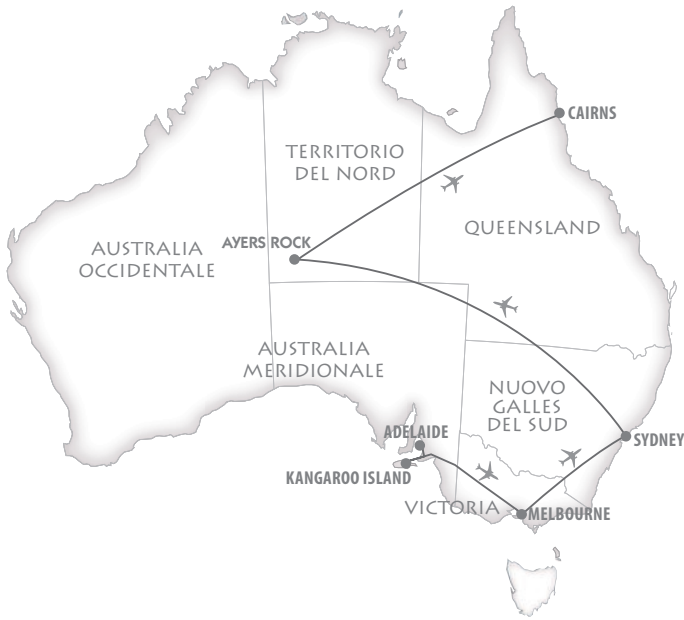 CAIRNS
TERRITORIO
DEL NORD
QUEENSLAND
AYERS ROCK
AUSTRALIA
OCCIDENTALE
AUSTRALIA
MERIDIONALE
NUOVO
GALLES
DEL SUD
ADELAIDE
SYDNEY
KANGAROO ISLAND
VICTORIA
MELBOURNE